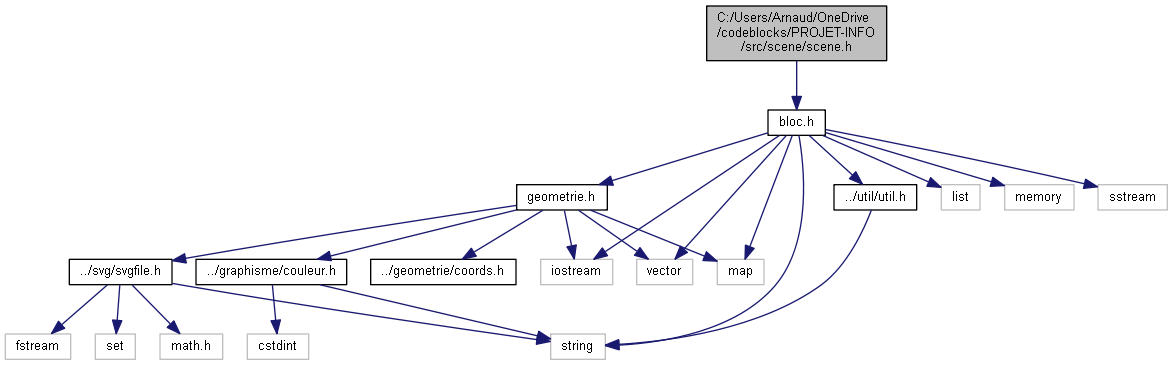 C:/Users/Arnaud/OneDrive
/codeblocks/PROJET-INFO
/src/scene/scene.h
bloc.h
geometrie.h
../util/util.h
list
memory
sstream
../svg/svgfile.h
../graphisme/couleur.h
../geometrie/coords.h
iostream
vector
map
fstream
set
math.h
cstdint
string